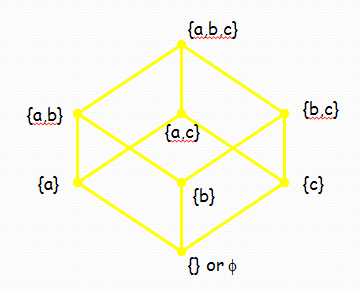 {a,b,c}
{a,b}
{b,c}
{a,c}
{a}
{b}
{c}
{} or ϕ